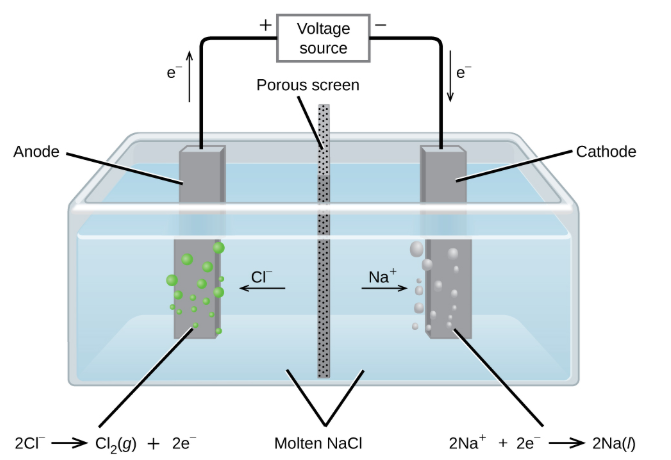 +
Voltage
source
−
e⁻
e⁻
Porous screen
Anode
Cathode
Cl⁻
Na⁺
2Cl⁻ ⟶ Cl₂(g) + 2e⁻
Molten NaCl
2Na⁺ + 2e⁻ ⟶ 2Na(l)